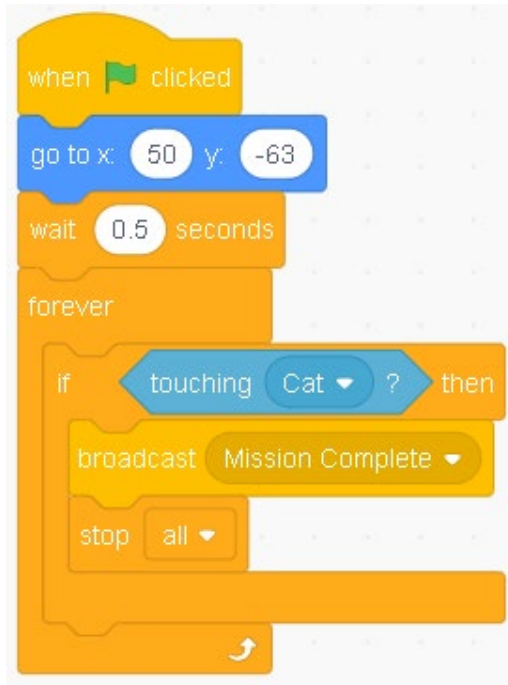 when clicked
go to x: 50 y: -63
wait 0.5 seconds
forever
if touching Cat ? then
broadcast Mission Complete
stop all